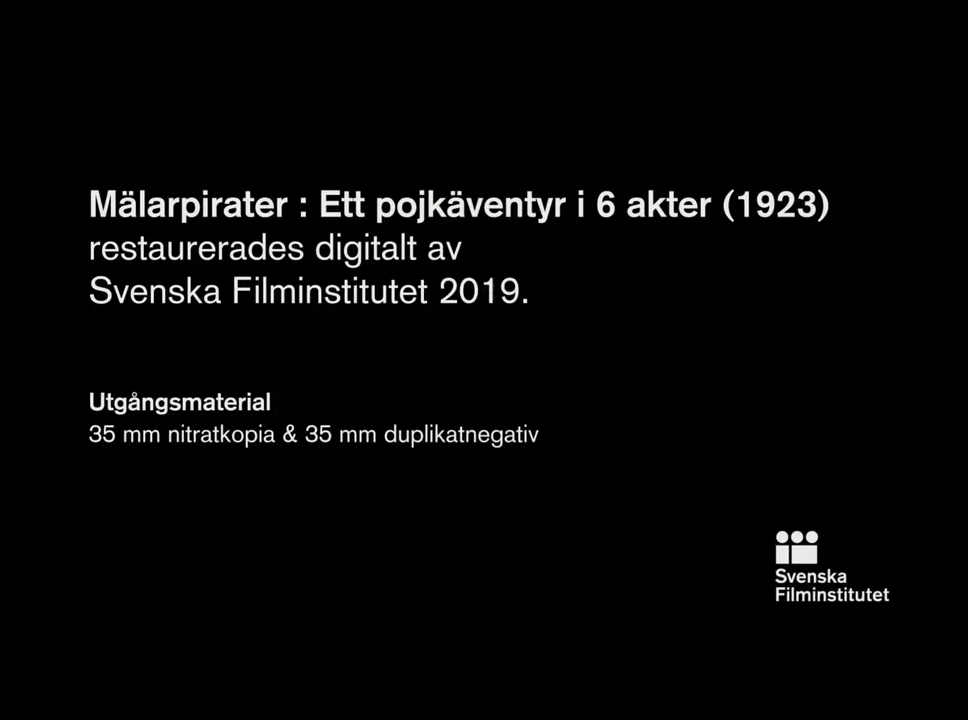 Mälarpirater : Ett pojkäventyr i 6 akter (1923)
restaurerades digitalt av
Svenska Filminstitutet 2019.
Utgångsmaterial
35 mm nitratkopia & 35 mm duplikatnegativ
Svenska
Filminstitutet